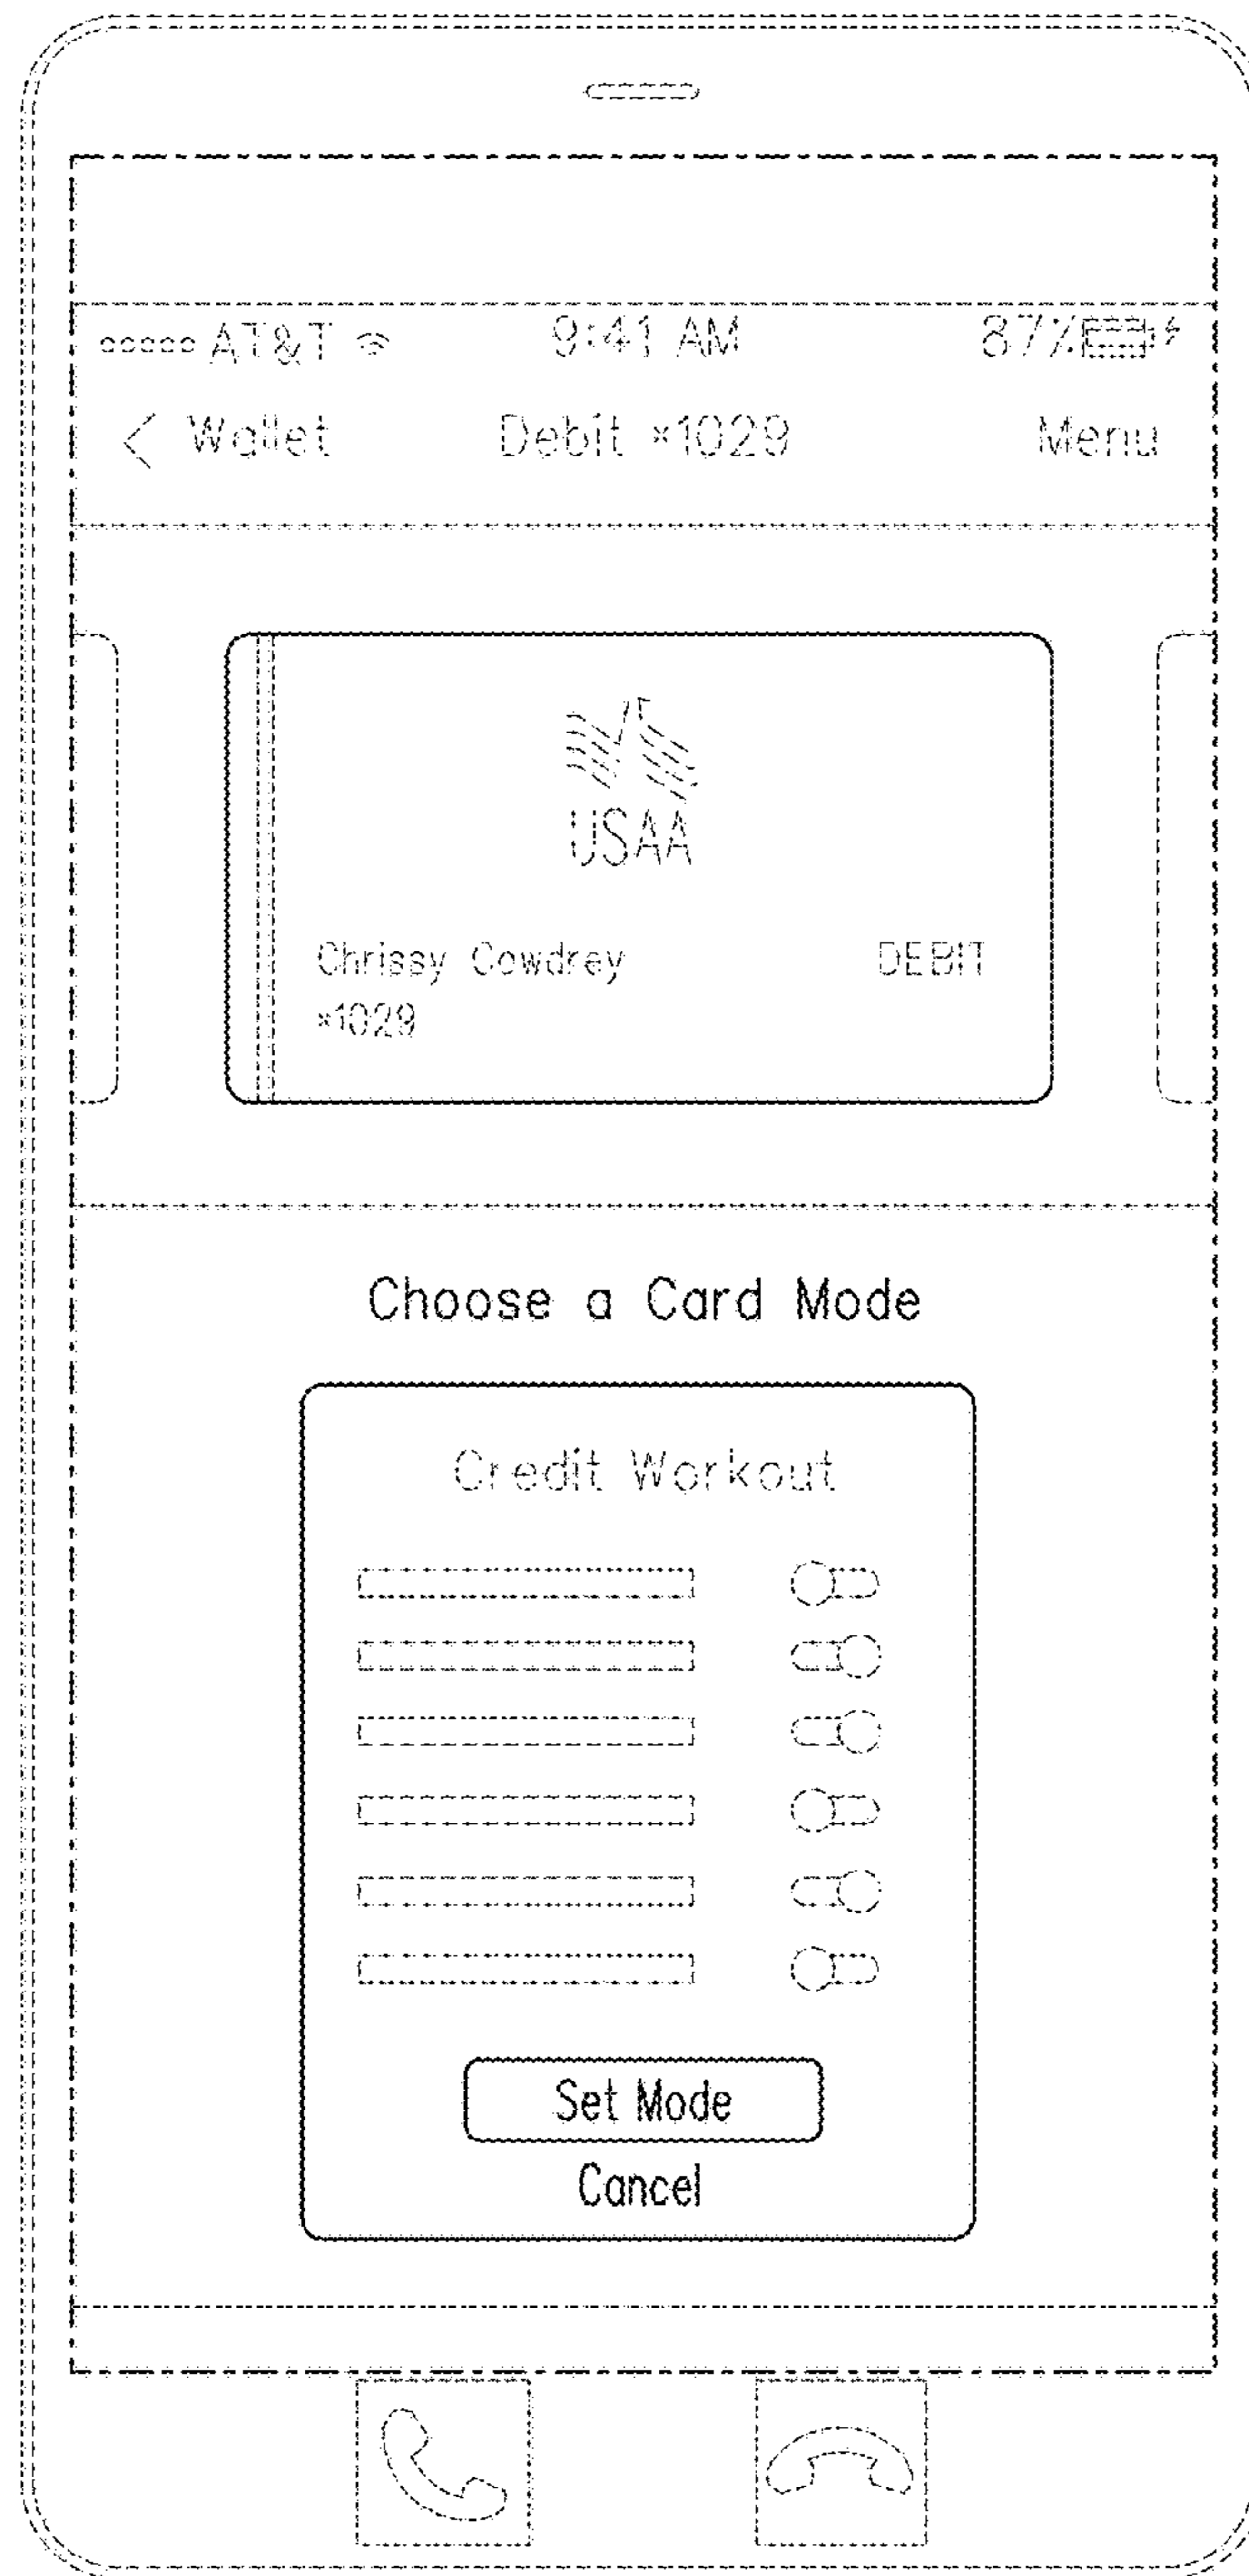 AT&T 9:41 AM 87%
< Wallet Debit *1029 Menu
USAA
Chrissy Cowdrey DEBIT
*1029
Choose a Card Mode
Credit Workout
Set Mode
Cancel